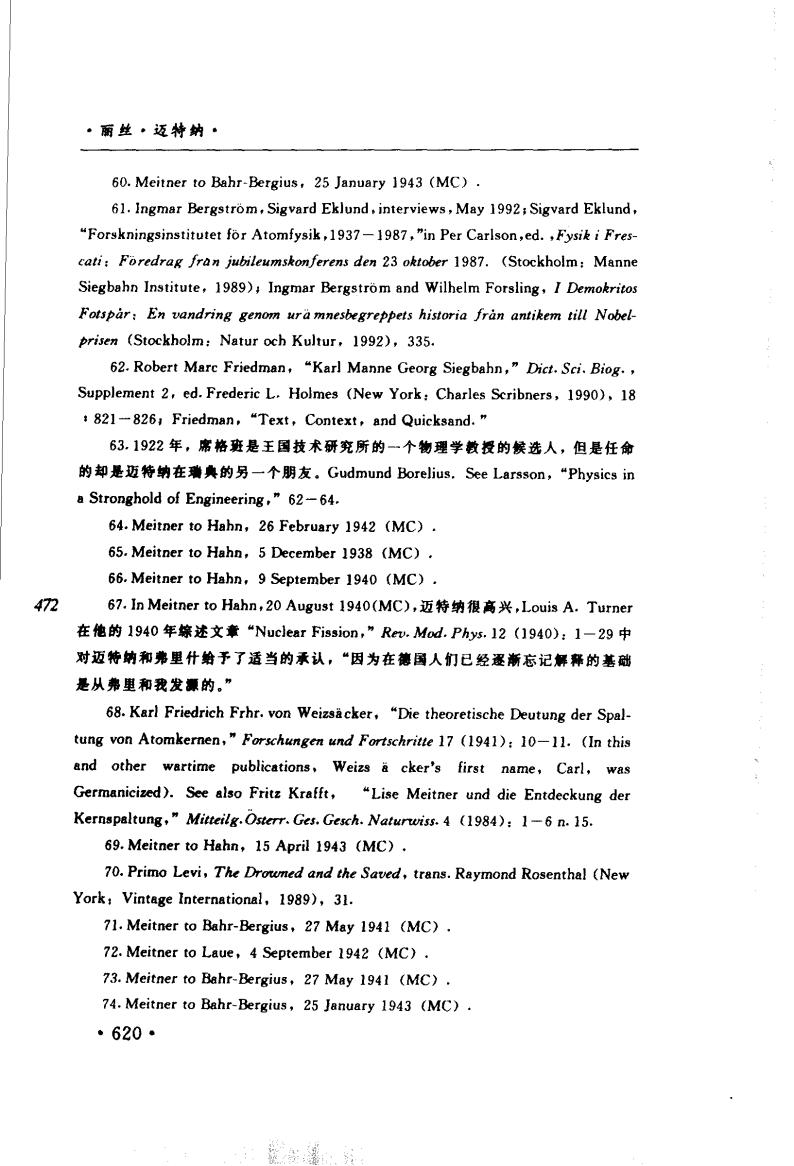 ·丽丝·迈特纳·
60. Meitner to Bahr-Bergius, 25 January 1943 (MC) .
61. Ingmar Bergström, Sigvard Eklund, interviews, May 1992; Sigvard Eklund,
“Forskningsinstitutet för Atomfysik, 1937—1987,”in Per Carlson, ed. , Fysik i Fres-
cati: Föredrag från jubileumskonferens den 23 oktober 1987. (Stockholm: Manne
Siegbahn Institute, 1989); Ingmar Bergström and Wilhelm Forsling, I Demokritos
Fotspår: En vandring genom urä mnesbegreppets historia från antikem till Nobel-
prisen (Stockholm: Natur och Kultur, 1992), 335.
62. Robert Marc Friedman, “Karl Manne Georg Siegbahn,” Dict. Sci. Biog. ,
Supplement 2, ed. Frederic L. Holmes (New York: Charles Scribners, 1990), 18
: 821—826; Friedman, “Text, Context, and Quicksand.”
63. 1922 年，席格班是王国技术研究所的一个物理学教授的候选人，但是任命
的却是迈特纳在瑞典的另一个朋友。Gudmund Borelius. See Larsson, “Physics in
a Stronghold of Engineering,” 62—64.
64. Meitner to Hahn, 26 February 1942 (MC) .
65. Meitner to Hahn, 5 December 1938 (MC) .
66. Meitner to Hahn, 9 September 1940 (MC) .
472 67. In Meitner to Hahn, 20 August 1940(MC),迈特纳很高兴,Louis A. Turner
在他的 1940 年综述文章 “Nuclear Fission,” Rev. Mod. Phys. 12 (1940): 1—29 中
对迈特纳和弗里什给予了适当的承认，“因为在德国人们已经逐渐忘记解释的基础
是从弗里和我发源的。”
68. Karl Friedrich Frhr. von Weizsäcker, “Die theoretische Deutung der Spal-
tung von Atomkernen,” Forschungen und Fortschritte 17 (1941): 10—11. (In this
and other wartime publications, Weizs ä cker's first name, Carl, was
Germanicized). See also Fritz Krafft, “Lise Meitner und die Entdeckung der
Kernspaltung,” Mitteilg. Österr. Ges. Gesch. Naturwiss. 4 (1984): 1—6 n. 15.
69. Meitner to Hahn, 15 April 1943 (MC) .
70. Primo Levi, The Drowned and the Saved, trans. Raymond Rosenthal (New
York; Vintage International, 1989), 31.
71. Meitner to Bahr-Bergius, 27 May 1941 (MC) .
72. Meitner to Laue, 4 September 1942 (MC) .
73. Meitner to Bahr-Bergius, 27 May 1941 (MC) .
74. Meitner to Bahr-Bergius, 25 January 1943 (MC) .
·620·